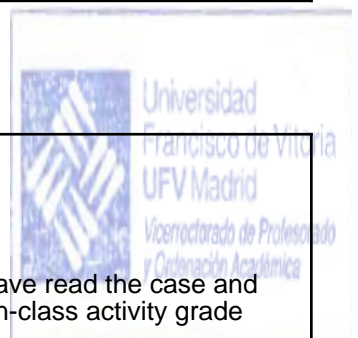 Universidad
Francisco de Vitoria
UFV Madrid
Vicerrectorado de Profesorado
y Ordenación Académica
ave read the case and
n-class activity grade